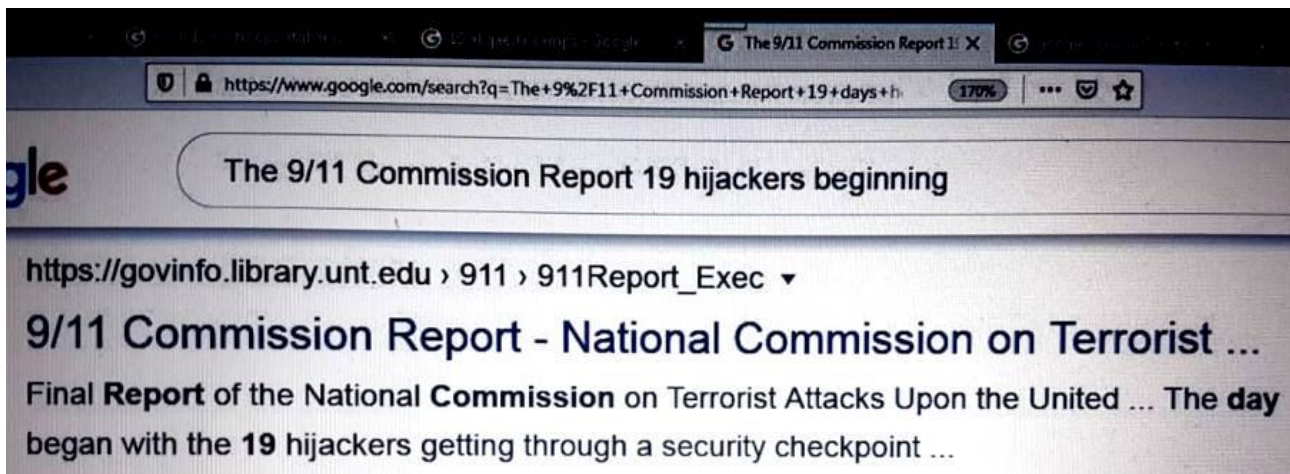 The 9/11 Commission Report 1
https://www.google.com/search?q=The+9%2F11+Commission+Report+19+days+h
170%
gle
The 9/11 Commission Report 19 hijackers beginning
https://govinfo.library.unt.edu › 911 › 911Report_Exec
9/11 Commission Report - National Commission on Terrorist ...
Final Report of the National Commission on Terrorist Attacks Upon the United ... The day
began with the 19 hijackers getting through a security checkpoint ...